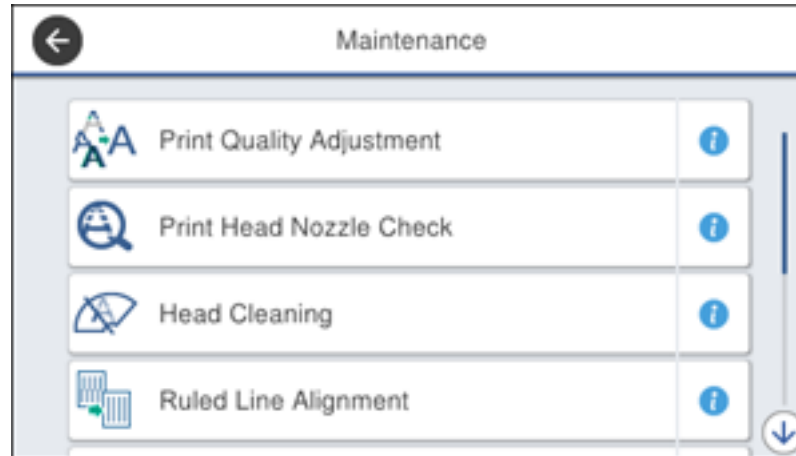 Maintenance
Print Quality Adjustment
Print Head Nozzle Check
Head Cleaning
Ruled Line Alignment